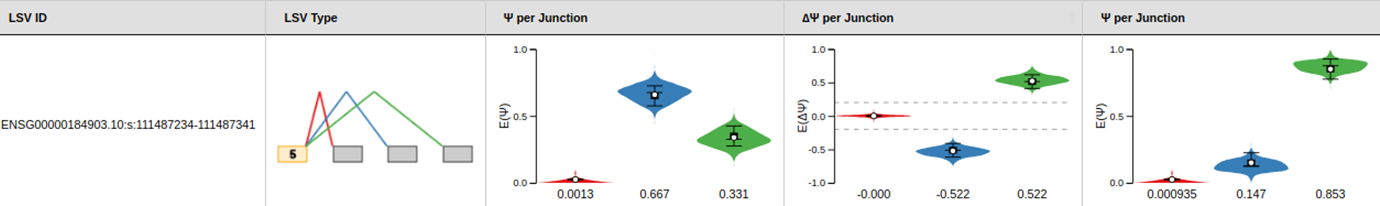 LSV ID LSV Type Ψ per Junction ΔΨ per Junction Ψ per Junction
ENSG00000184903.10:s:111487234-111487341
5
1.0
0.5
0.0
E(Ψ)
0.0013 0.667 0.331
1.0
0.5
0.0
-0.5
-1.0
E(ΔΨ)
-0.000 -0.522 0.522
1.0
0.5
0.0
E(Ψ)
0.000935 0.147 0.853